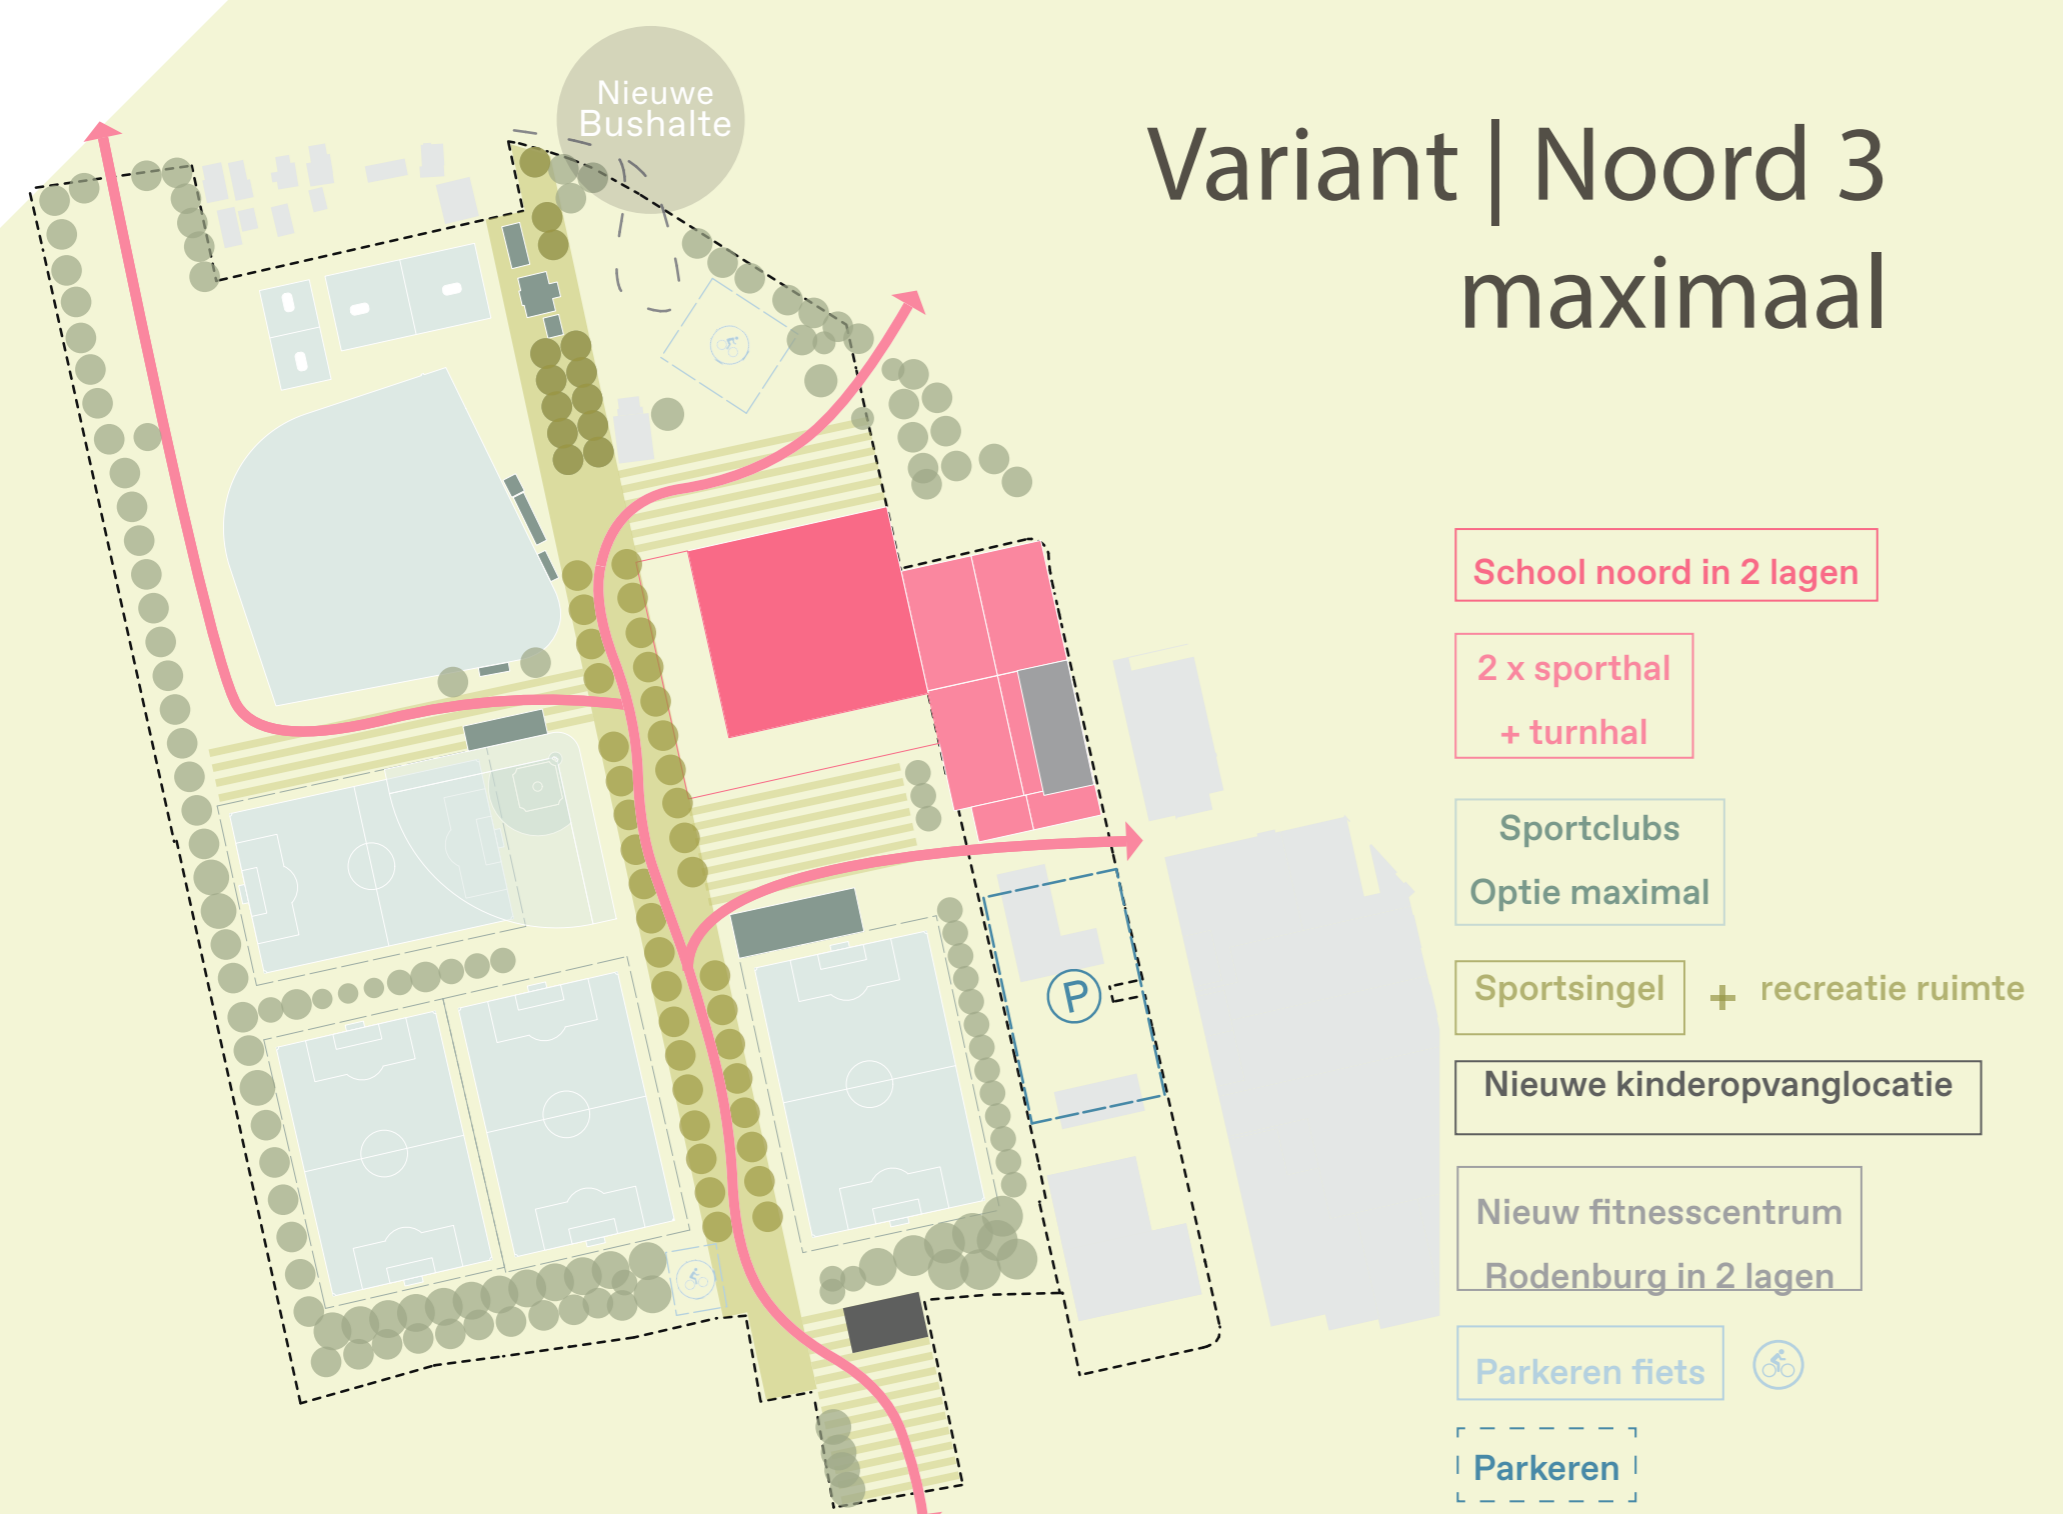 Nieuwe
Bushalte
Variant | Noord 3
maximaal
School noord in 2 lagen
2 x sporthal
+ turnhal
Sportclubs
Optie maximal
Sportsingel + recreatie ruimte
Nieuwe kinderopvanglocatie
Nieuw fitnesscentrum
Rodenburg in 2 lagen
Parkeren fiets
Parkeren
P